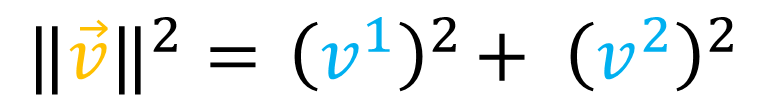 ‖v⃗‖² = (v¹)² + (v²)²